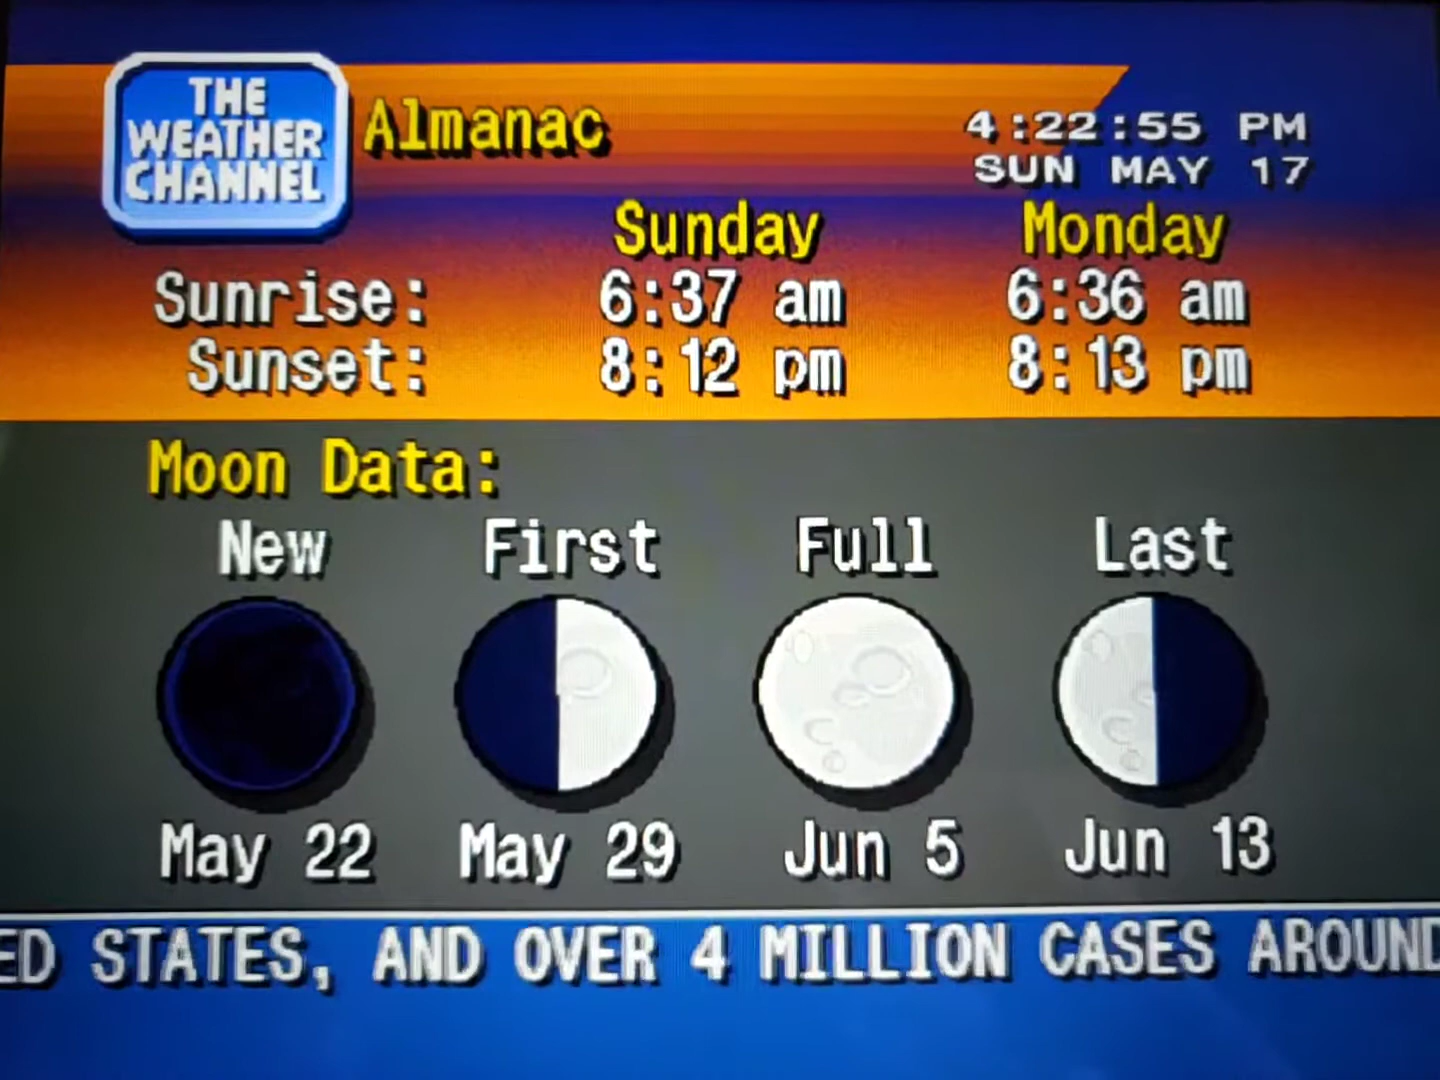 THE
WEATHER
CHANNEL
Almanac
4:22:55 PM
SUN MAY 17
Sunday Monday
Sunrise: 6:37 am 6:36 am
Sunset: 8:12 pm 8:13 pm
Moon Data:
New First Full Last
May 22 May 29 Jun 5 Jun 13
ED STATES, AND OVER 4 MILLION CASES AROUND